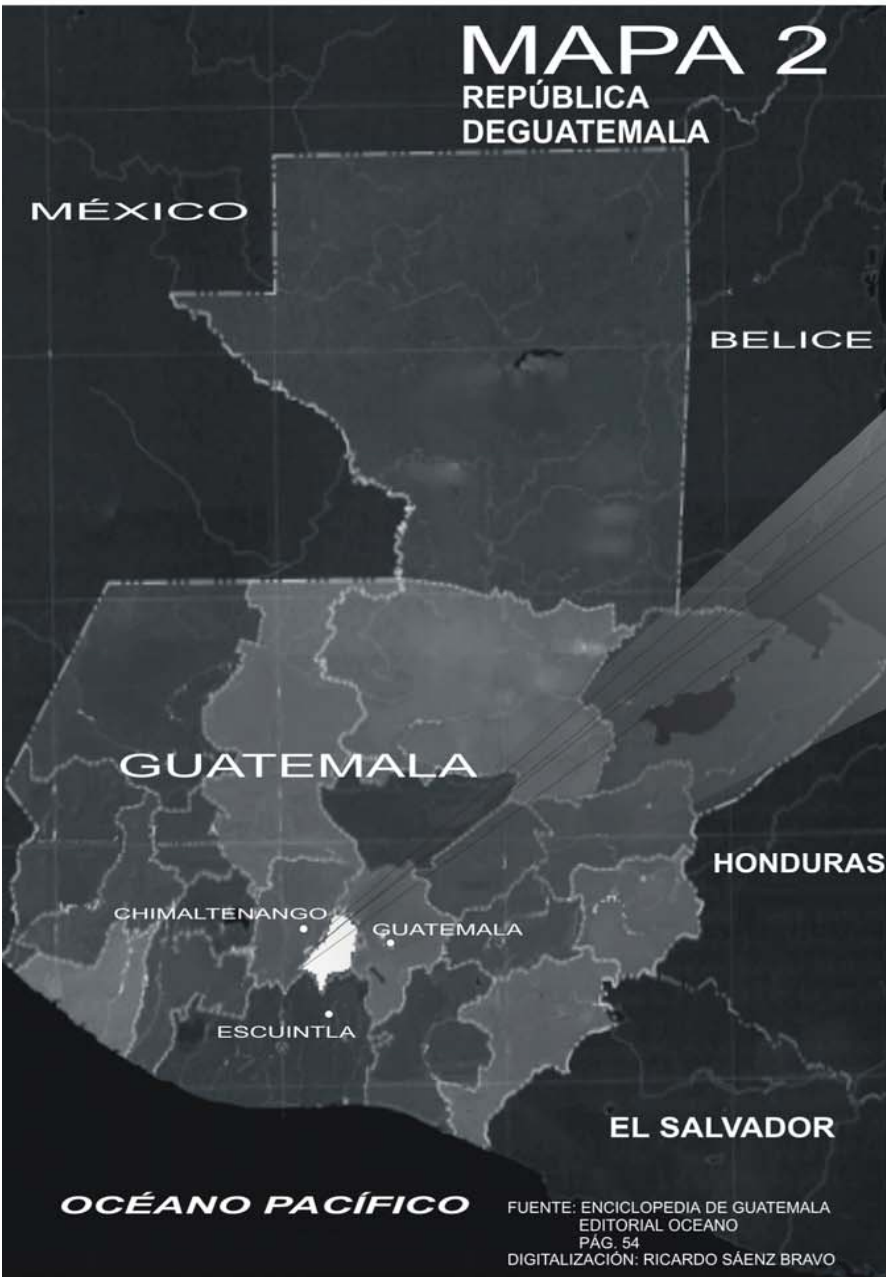 MAPA 2
REPÚBLICA
DEGUATEMALA
MÉXICO
BELICE
GUATEMALA
HONDURAS
CHIMALTENANGO
GUATEMALA
ESCUINTLA
EL SALVADOR
OCÉANO PACÍFICO
FUENTE: ENCICLOPEDIA DE GUATEMALA
EDITORIAL OCEANO
PÁG. 54
DIGITALIZACIÓN: RICARDO SÁENZ BRAVO